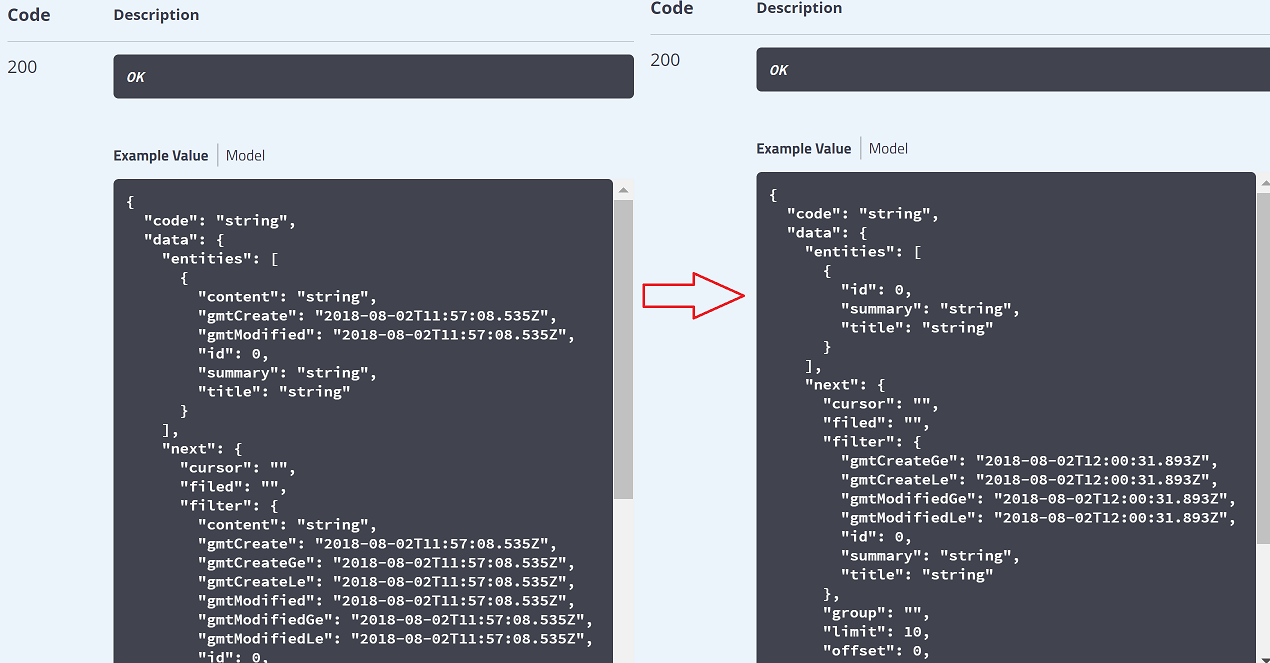 Code Description
200 OK
Example Value Model
{
"code": "string",
"data": {
"entities": [
{
"content": "string",
"gmtCreate": "2018-08-02T11:57:08.535Z",
"gmtModified": "2018-08-02T11:57:08.535Z",
"id": 0,
"summary": "string",
"title": "string"
}
],
"next": {
"cursor": "",
"filed": "",
"filter": {
"content": "string",
"gmtCreate": "2018-08-02T11:57:08.535Z",
"gmtCreateGe": "2018-08-02T11:57:08.535Z",
"gmtCreateLe": "2018-08-02T11:57:08.535Z",
"gmtModified": "2018-08-02T11:57:08.535Z",
"gmtModifiedGe": "2018-08-02T11:57:08.535Z",
"gmtModifiedLe": "2018-08-02T11:57:08.535Z",
"id": 0,
Code Description
200 OK
Example Value Model
{
"code": "string",
"data": {
"entities": [
{
"id": 0,
"summary": "string",
"title": "string"
}
],
"next": {
"cursor": "",
"filed": "",
"filter": {
"gmtCreateGe": "2018-08-02T12:00:31.893Z",
"gmtCreateLe": "2018-08-02T12:00:31.893Z",
"gmtModifiedGe": "2018-08-02T12:00:31.893Z",
"gmtModifiedLe": "2018-08-02T12:00:31.893Z",
"id": 0,
"summary": "string",
"title": "string"
},
"group": "",
"limit": 10,
"offset": 0,